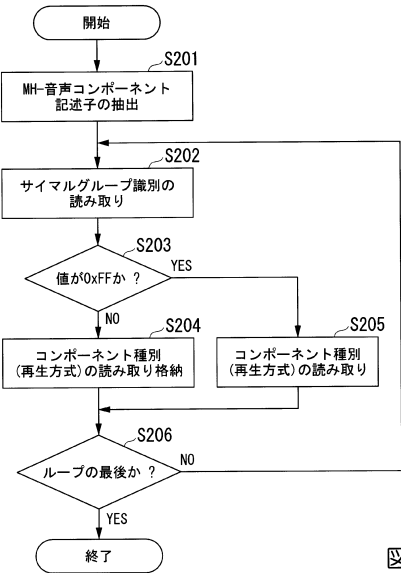 開始
S201
MH-音声コンポーネント
記述子の抽出
S202
サイマルグループ識別の
読み取り
S203
値が0xFFか ?
YES
NO
S204
コンポーネント種別
(再生方式)の読み取り格納
S205
コンポーネント種別
(再生方式)の読み取り
S206
ループの最後か ?
NO
YES
終了
図